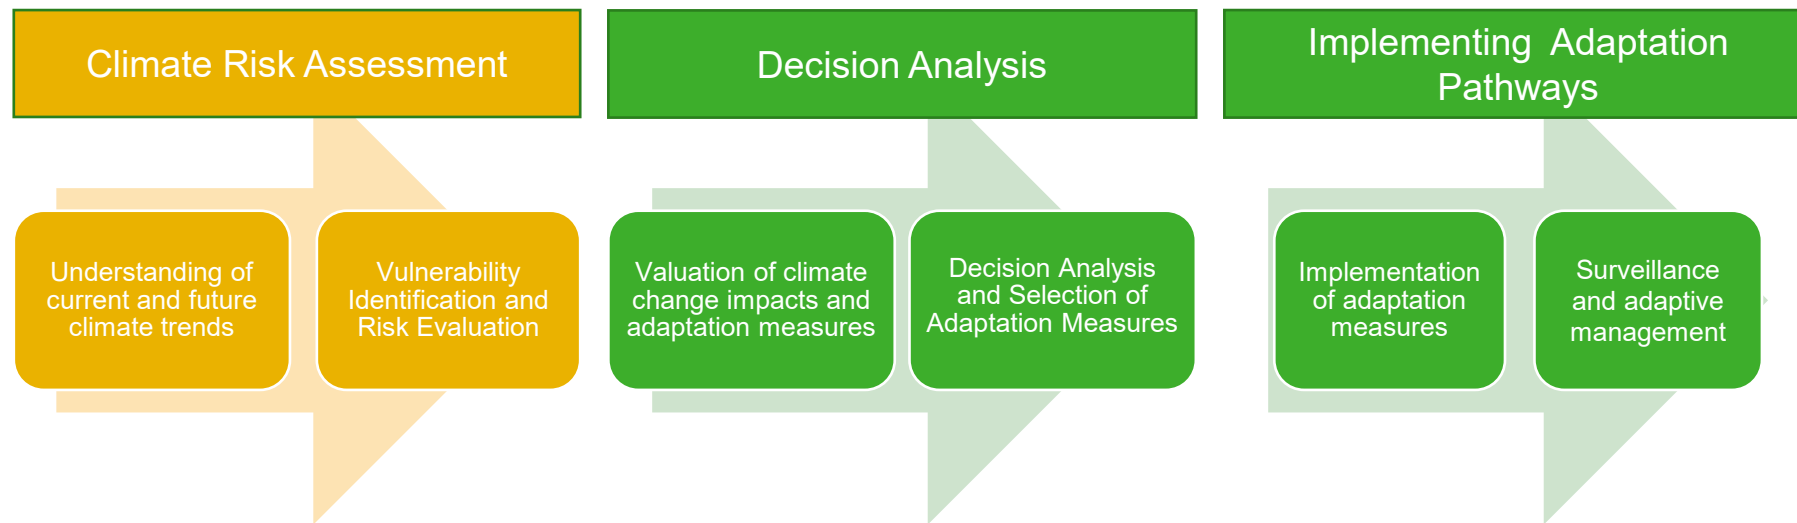 Climate Risk Assessment
Decision Analysis
Implementing  Adaptation
Pathways
Understanding of
current and future
climate trends
Vulnerability
Identification and
Risk Evaluation
Valuation of climate
change impacts and
adaptation measures
Decision Analysis
and Selection of
Adaptation Measures
Implementation
of adaptation
measures
Surveillance
and adaptive
management